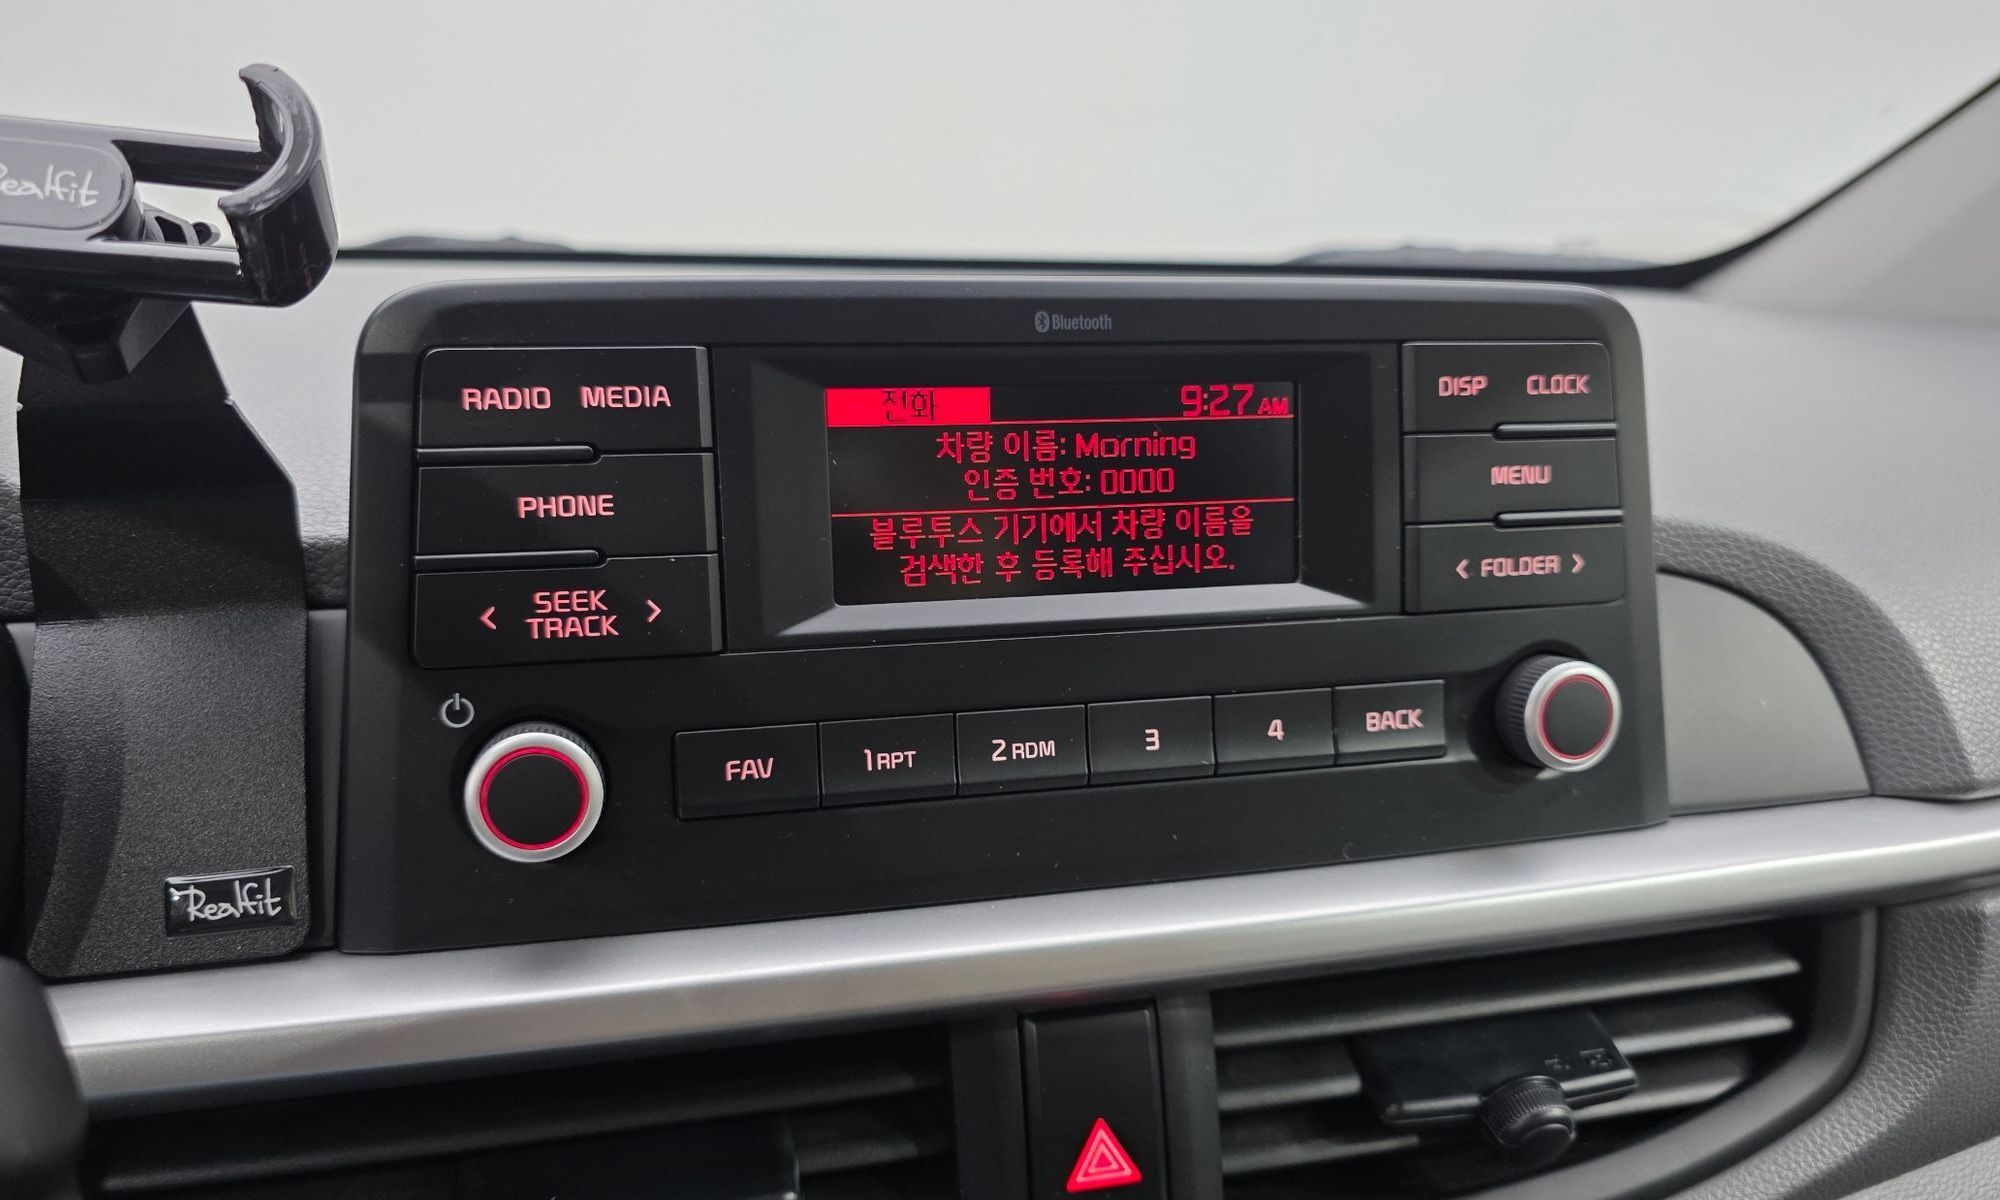 Realfit
Bluetooth
RADIO MEDIA
PHONE
< SEEK TRACK >
전화 9:27 AM
차량 이름: Morning
인증 번호: 0000
블루투스 기기에서 차량 이름을
검색한 후 등록해 주십시오.
DISP CLOCK
MENU
< FOLDER >
FAV 1 RPT 2 RDM 3 4 BACK
Realfit